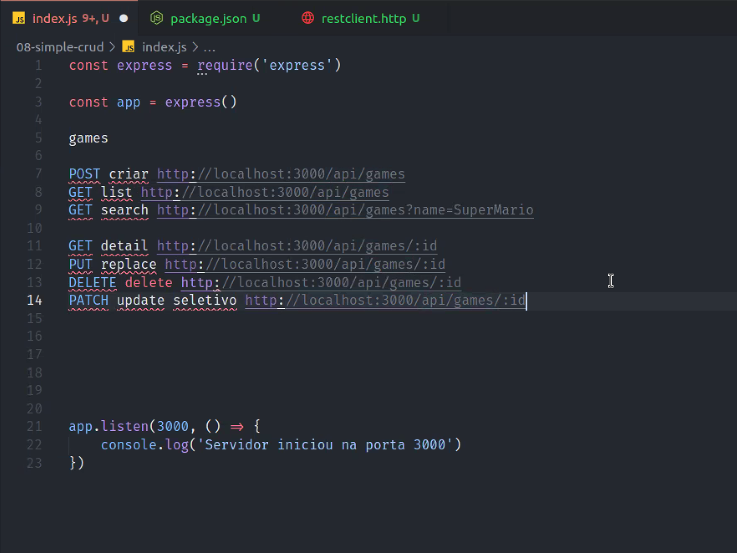 index.js 9+, U package.json U restclient.http U
08-simple-crud > index.js > ...
1 const express = require('express')
2
3 const app = express()
4
5 games
6
7 POST criar http://localhost:3000/api/games
8 GET list http://localhost:3000/api/games
9 GET search http://localhost:3000/api/games?name=SuperMario
10
11 GET detail http://localhost:3000/api/games/:id
12 PUT replace http://localhost:3000/api/games/:id
13 DELETE delete http://localhost:3000/api/games/:id
14 PATCH update seletivo http://localhost:3000/api/games/:id
15
16
17
18
19
20
21 app.listen(3000, () => {
22 console.log('Servidor iniciou na porta 3000')
23 })